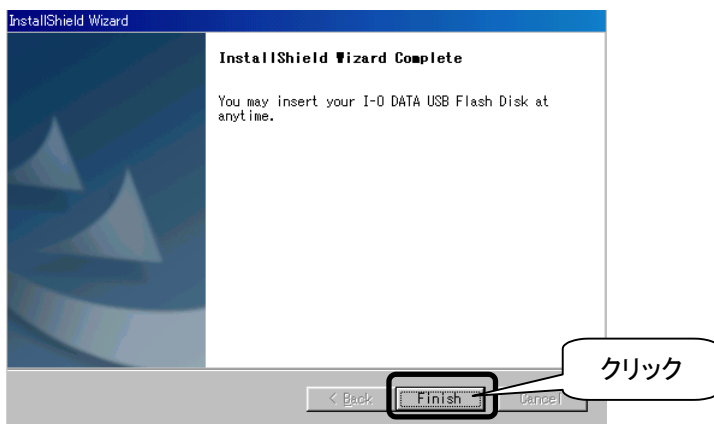 InstallShield Wizard
InstallShield Wizard Complete
You may insert your I-O DATA USB Flash Disk at
anytime.
クリック
< Back
Finish
Cancel